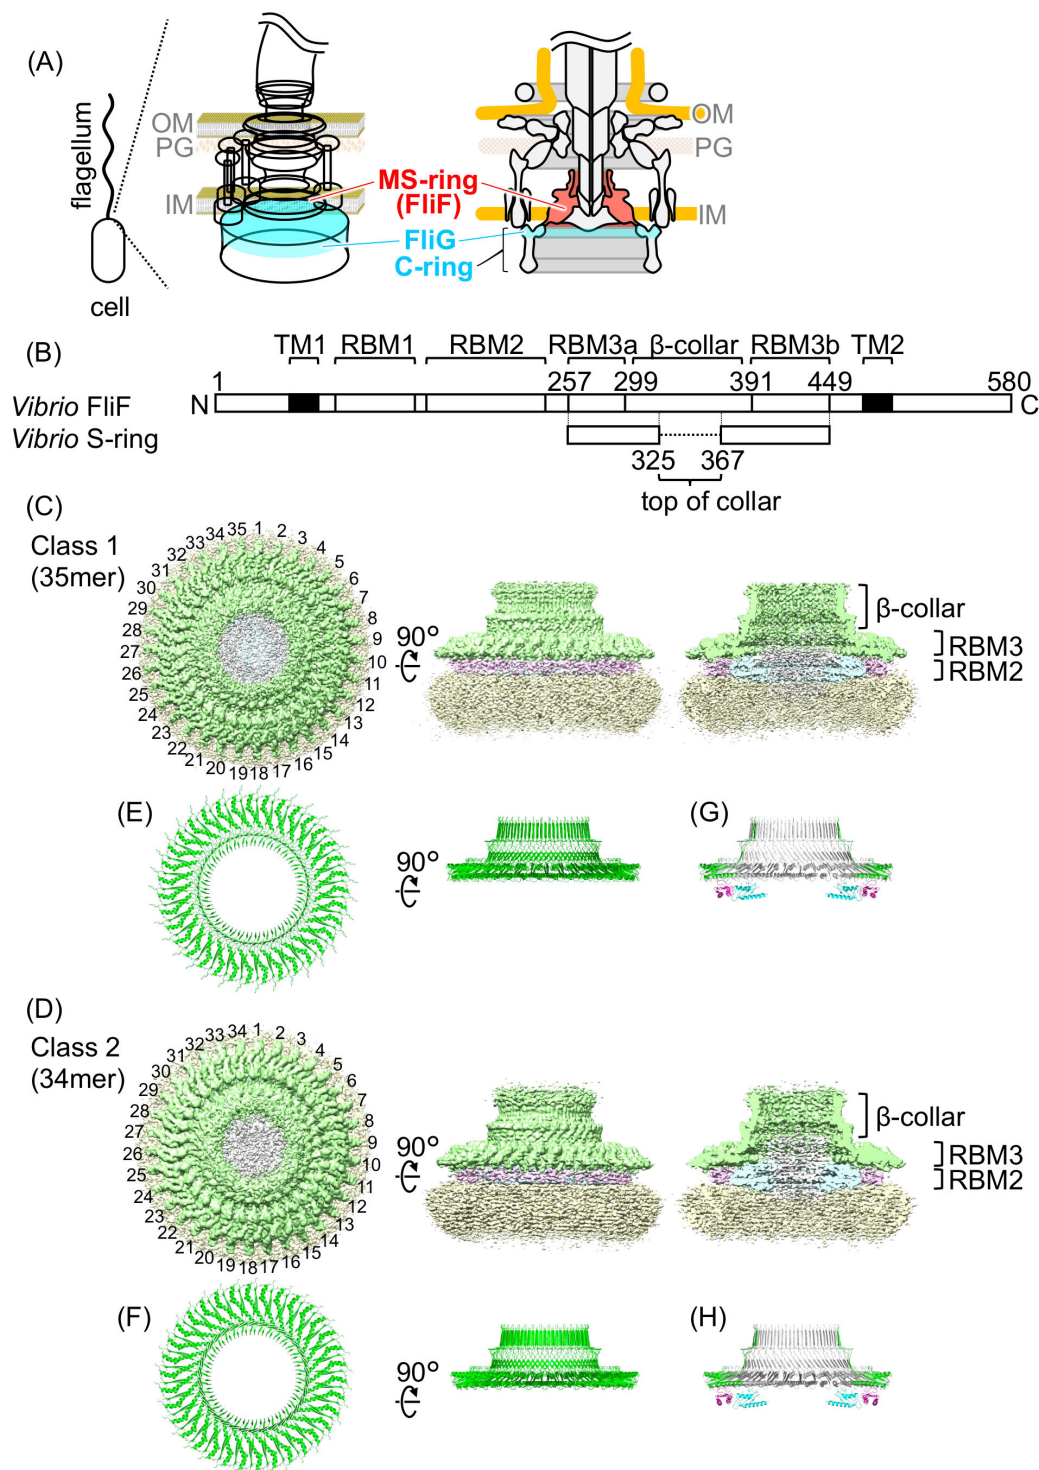 (A)
flagellum
cell
OM
PG
IM
MS-ring
(FliF)
FliG
C-ring
OM
PG
IM
(B)
TM1 RBM1 RBM2 RBM3a β-collar RBM3b TM2
1 257 299 391 449 580
Vibrio FliF N C
Vibrio S-ring
325 367
top of collar
(C)
Class 1
(35mer)
1 2 3 4 5 6 7 8 9 10 11 12 13 14 15 16 17 18 19 20 21 22 23 24 25 26 27 28 29 30 31 32 33 34 35
90°
β-collar
RBM3
RBM2
(E)
90°
(G)
(D)
Class 2
(34mer)
1 2 3 4 5 6 7 8 9 10 11 12 13 14 15 16 17 18 19 20 21 22 23 24 25 26 27 28 29 30 31 32 33 34
90°
β-collar
RBM3
RBM2
(F)
90°
(H)